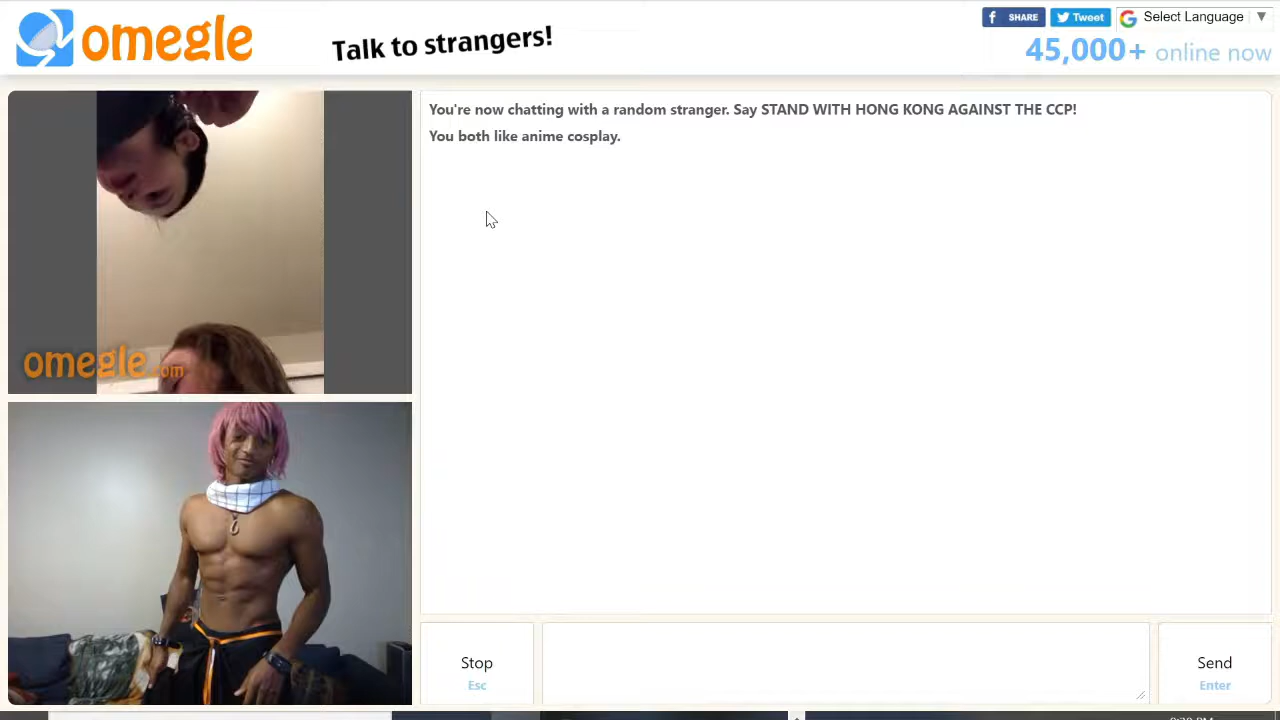 omegle
Talk to strangers!
SHARE
Tweet
Select Language
45,000+ online now
You're now chatting with a random stranger. Say STAND WITH HONG KONG AGAINST THE CCP!
You both like anime cosplay.
omegle.com
Stop
Esc
Send
Enter